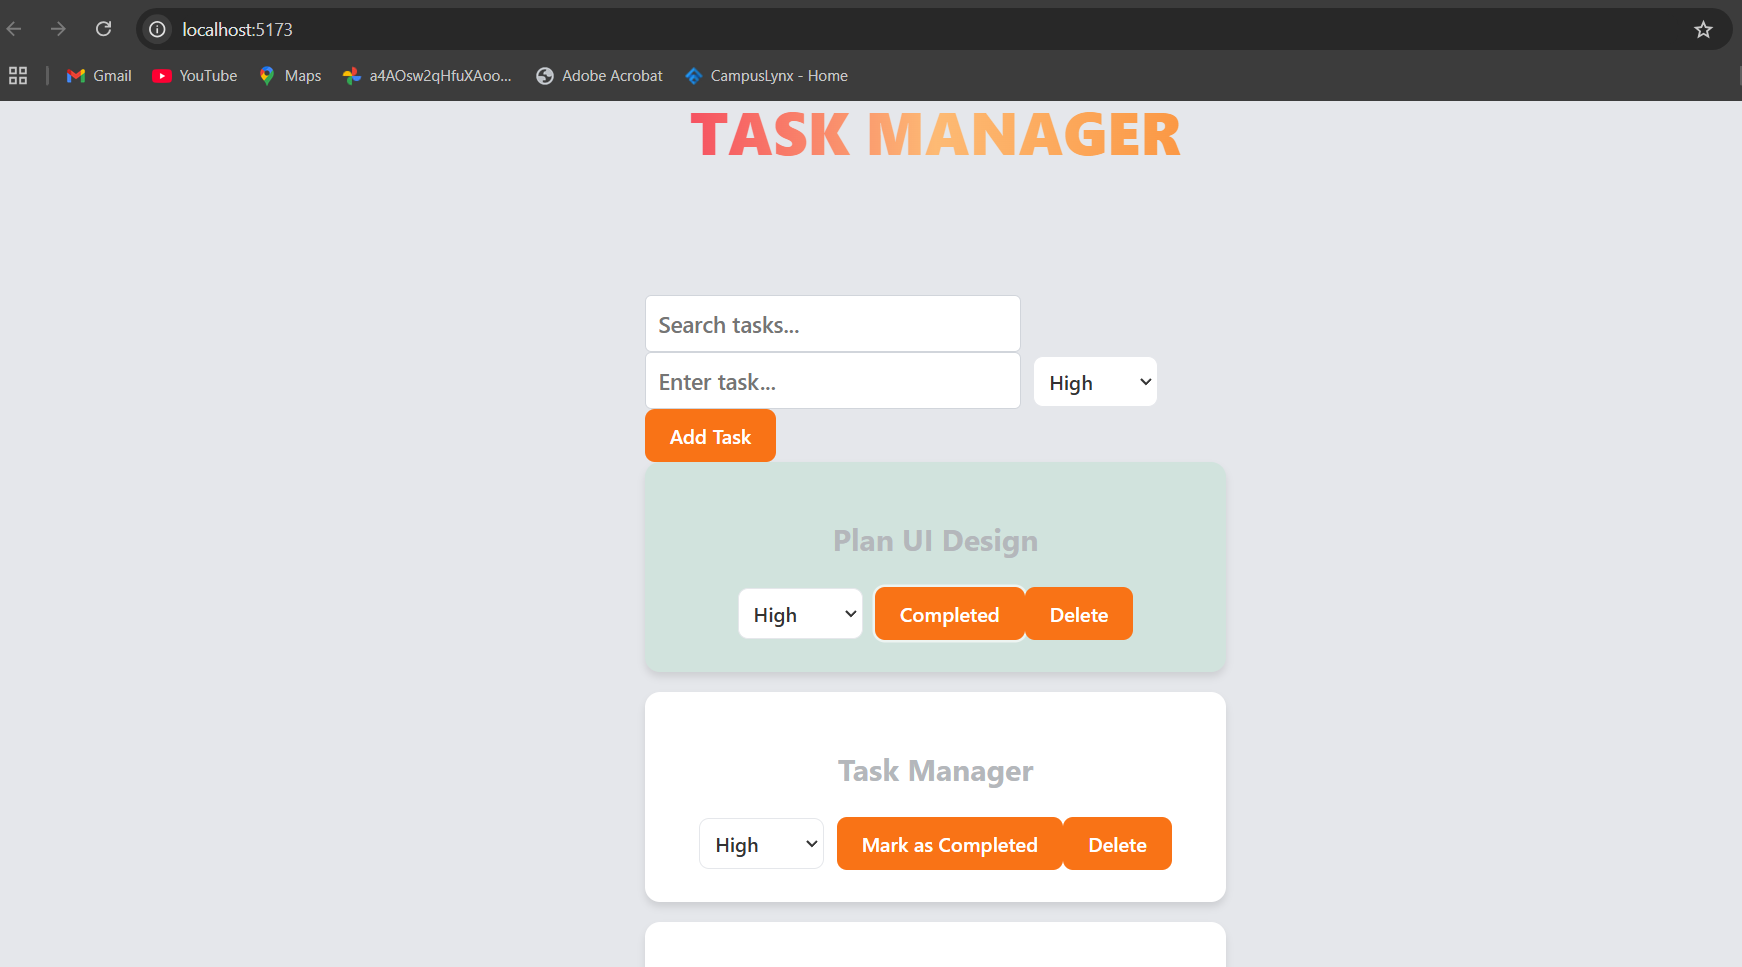 localhost:5173
Gmail YouTube Maps a4AOsw2qHfuXAoo... Adobe Acrobat CampusLynx - Home
TASK MANAGER
Search tasks...
Enter task... High
Add Task
Plan UI Design
High Completed Delete
Task Manager
High Mark as Completed Delete